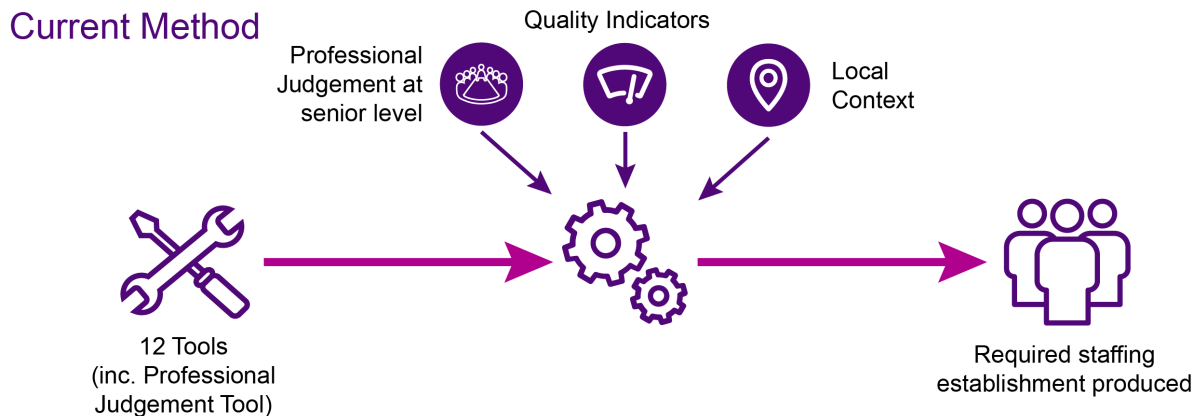 Current Method
Quality Indicators
Professional
Judgement at
senior level
Local
Context
12 Tools
(inc. Professional
Judgement Tool)
Required staffing
establishment produced